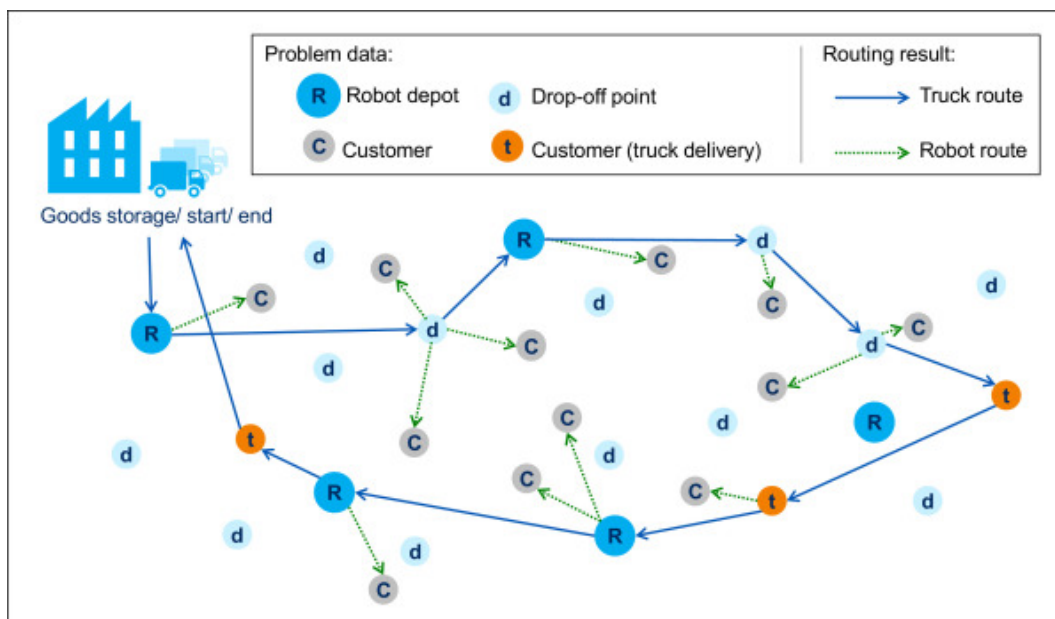 Problem data:
Routing result:
R Robot depot
d Drop-off point
Truck route
C Customer
t Customer (truck delivery)
Robot route
Goods storage/ start/ end
R
d
d
d
C
C
d
C
d
R
C
d
C
d
d
C
d
C
C
R
t
d
t
C
C
d
d
R
d
R
C
C
t
d
d
d
R
C